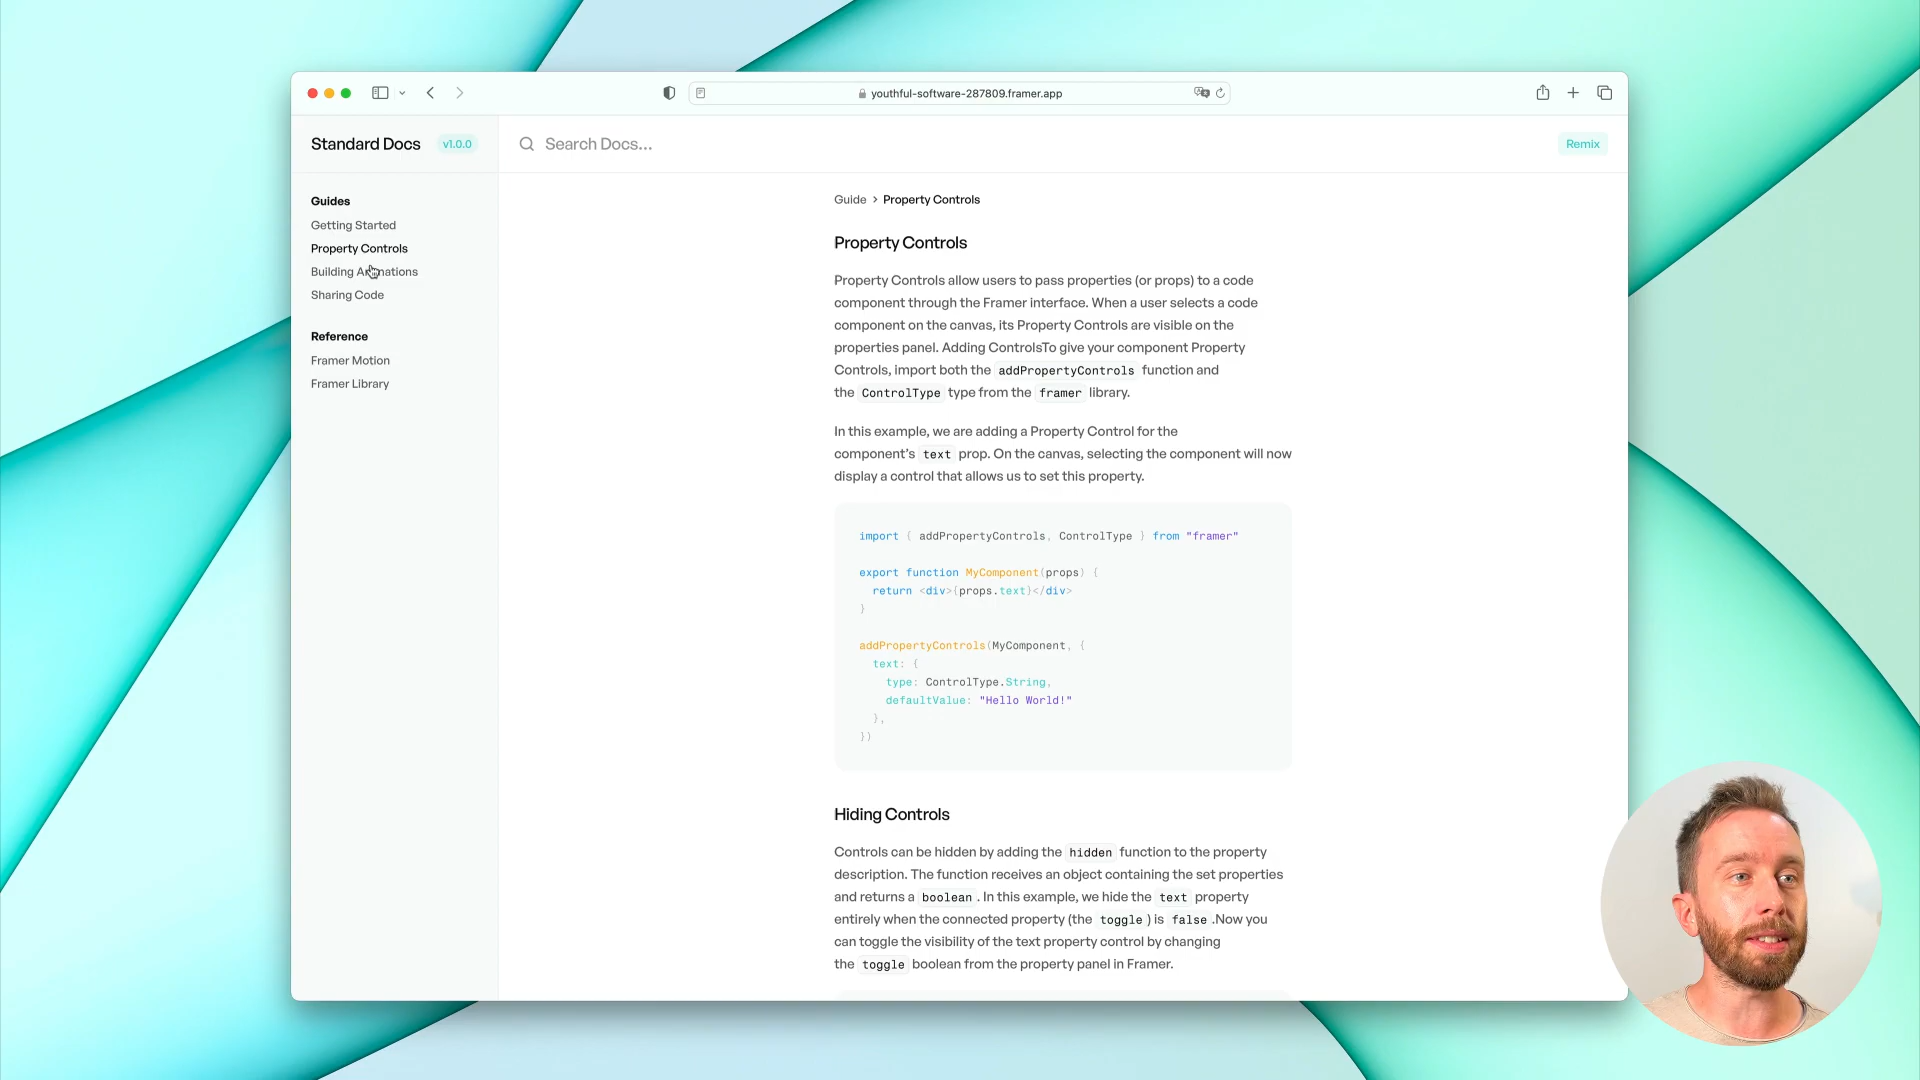 youthful-software-287809.framer.app
Standard Docs
v1.0.0
Search Docs...
Remix
Guides
Getting Started
Property Controls
Building Animations
Sharing Code
Reference
Framer Motion
Framer Library
Guide > Property Controls
Property Controls
Property Controls allow users to pass properties (or props) to a code
component through the Framer interface. When a user selects a code
component on the canvas, its Property Controls are visible on the
properties panel. Adding ControlsTo give your component Property
Controls, import both the addPropertyControls function and
the ControlType type from the framer library.
In this example, we are adding a Property Control for the
component’s text prop. On the canvas, selecting the component will now
display a control that allows us to set this property.
import { addPropertyControls, ControlType } from "framer"
export function MyComponent(props) {
return <div>(props.text)</div>
}
addPropertyControls(MyComponent, {
text: {
type: ControlType.String,
defaultValue: "Hello World!"
},
})
Hiding Controls
Controls can be hidden by adding the hidden function to the property
description. The function receives an object containing the set properties
and returns a boolean . In this example, we hide the text property
entirely when the connected property (the toggle ) is false .Now you
can toggle the visibility of the text property control by changing
the toggle boolean from the property panel in Framer.